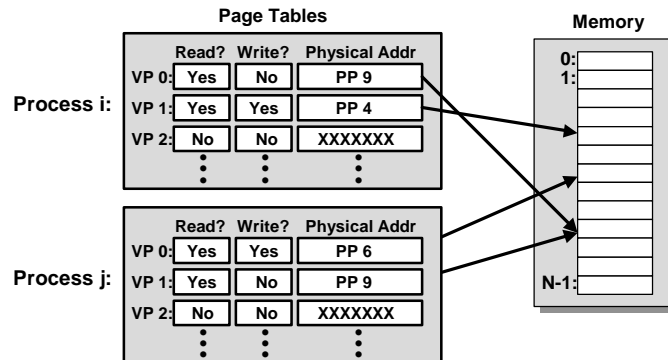 Page Tables
Memory
Read? Write? Physical Addr
Process i:
VP 0: Yes No PP 9
VP 1: Yes Yes PP 4
VP 2: No No XXXXXXX
0:
1:
Read? Write? Physical Addr
Process j:
VP 0: Yes Yes PP 6
VP 1: Yes No PP 9
VP 2: No No XXXXXXX
N-1: